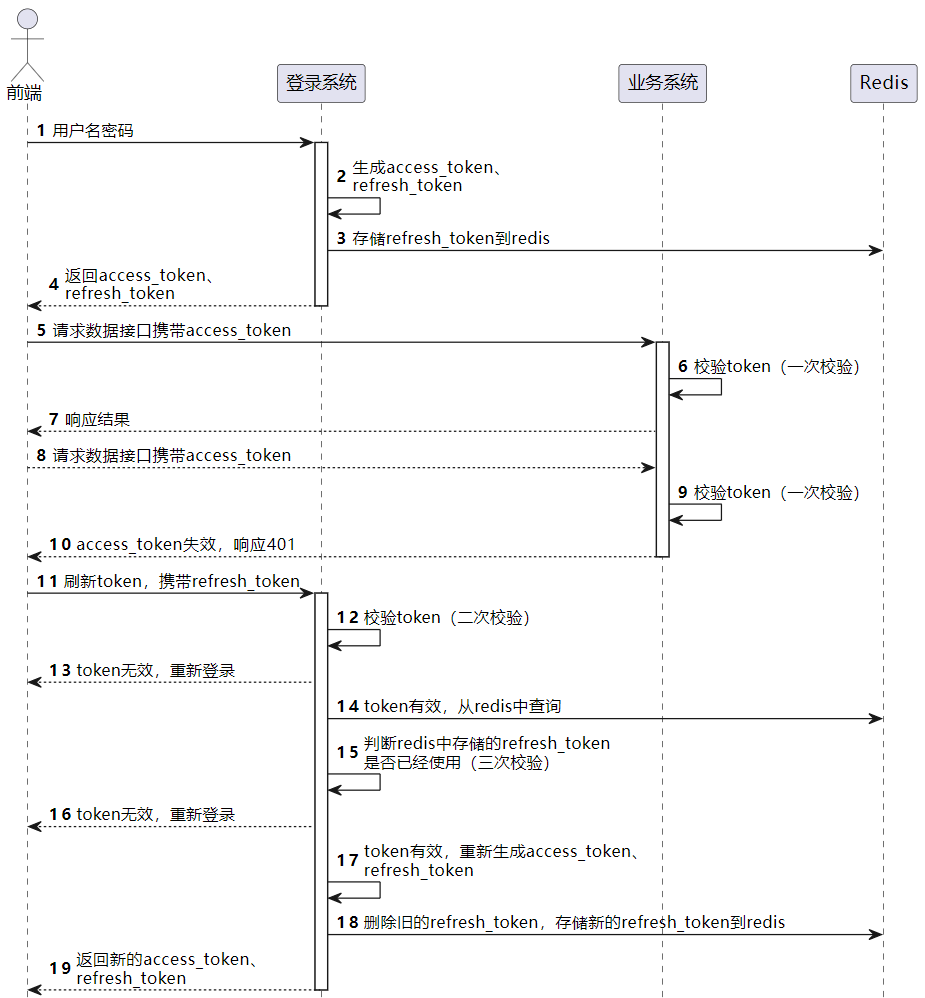 前端
登录系统
业务系统
Redis
1 用户名密码
2 生成access_token、
refresh_token
3 存储refresh_token到redis
4 返回access_token、
refresh_token
5 请求数据接口携带access_token
6 校验token（一次校验）
7 响应结果
8 请求数据接口携带access_token
9 校验token（一次校验）
10 access_token失效，响应401
11 刷新token，携带refresh_token
12 校验token（二次校验）
13 token无效，重新登录
14 token有效，从redis中查询
15 判断redis中存储的refresh_token
是否已经使用（三次校验）
16 token无效，重新登录
17 token有效，重新生成access_token、
refresh_token
18 删除旧的refresh_token，存储新的refresh_token到redis
19 返回新的access_token、
refresh_token